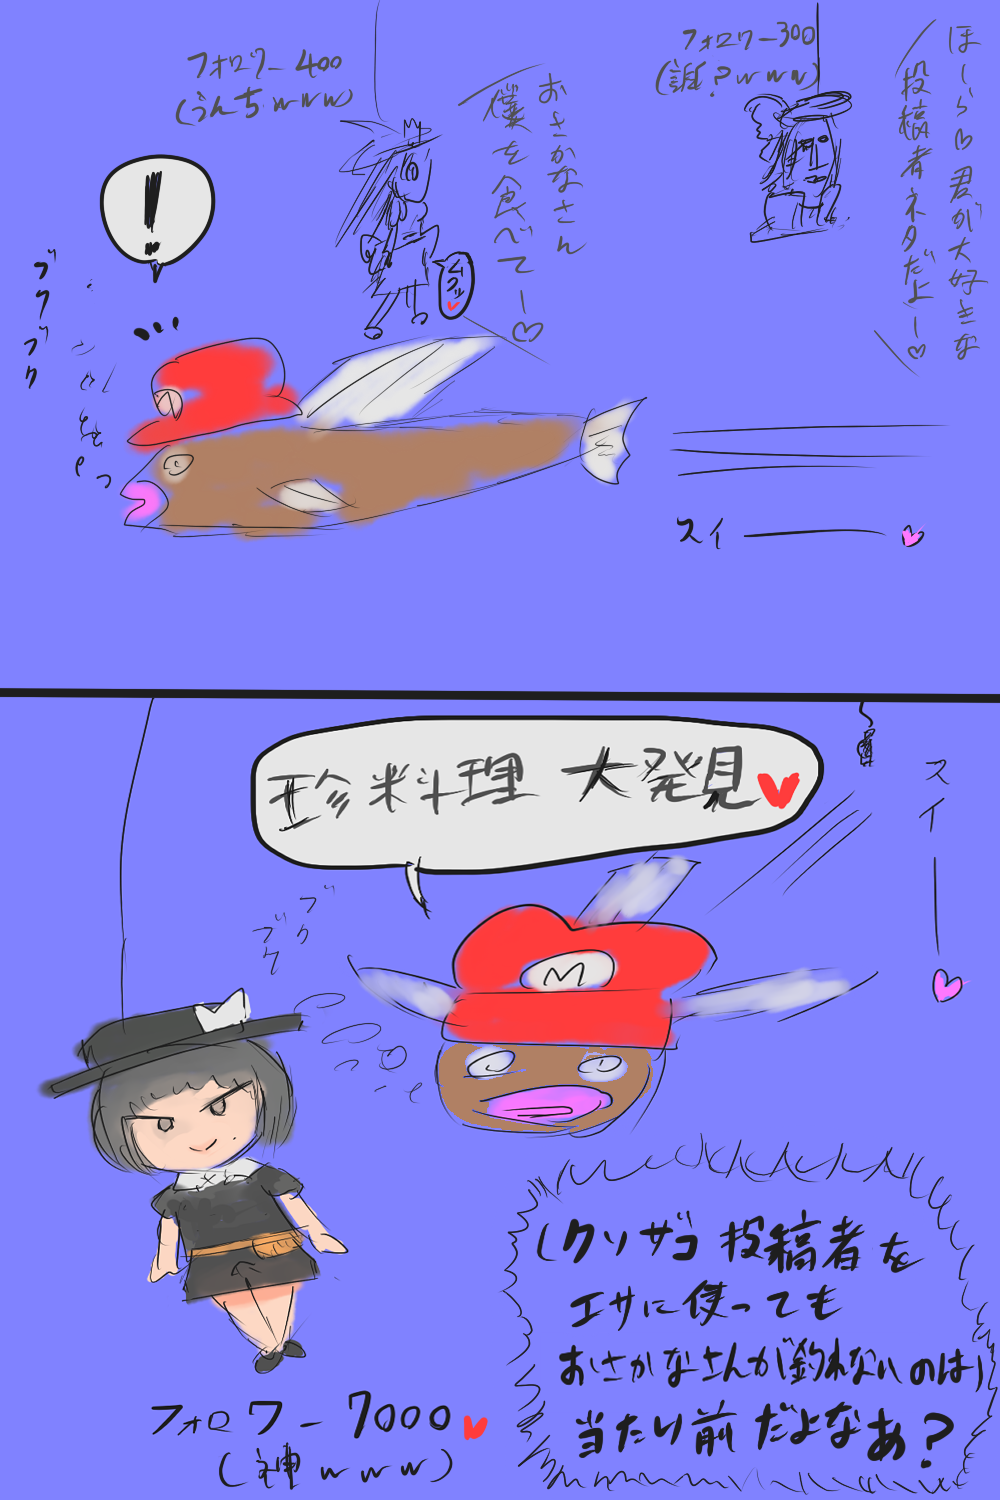 ほーら♡君が大好きな
投稿者ネタだよー♡
フォロワー300
(誰?www)
おさかなさん
僕を食べてー♡
フォロワー400
(うんちwww)
!
ブクブク
スイー♥
珍料理 大発見♥
スイー♥
ブクブク
M
(クソザコ投稿者を
エサに使っても
おさかなさんが釣れないのは)
当たり前だよなぁ?
フォロワー7000♥
(神www)